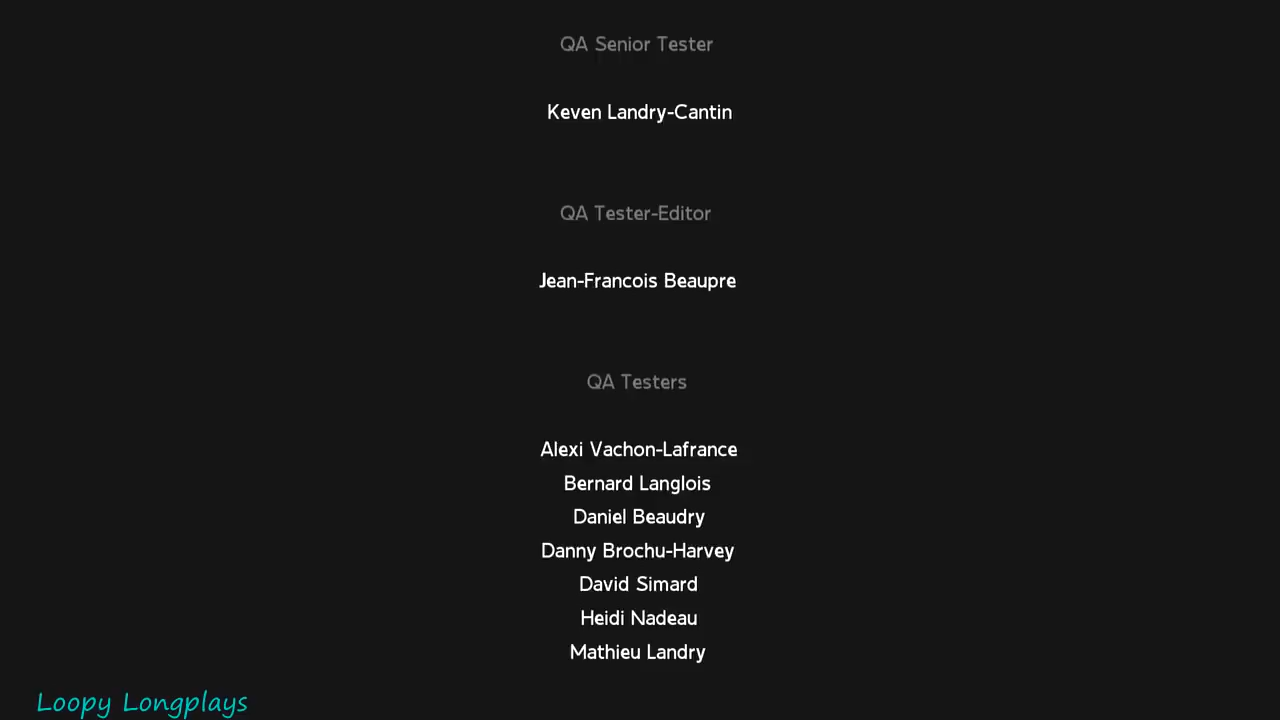 QA Senior Tester
Keven Landry-Cantin
QA Tester-Editor
Jean-Francois Beaupre
QA Testers
Alexi Vachon-Lafrance
Bernard Langlois
Daniel Beaudry
Danny Brochu-Harvey
David Simard
Heidi Nadeau
Mathieu Landry
Loopy Longplays